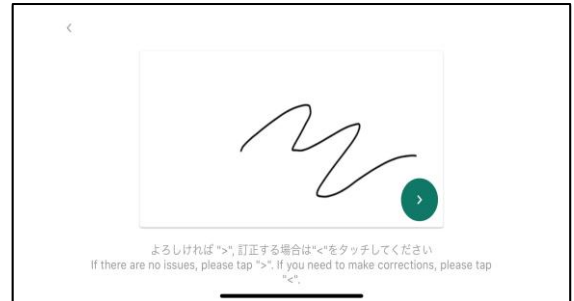 <
>
よろしければ ">", 訂正する場合は"<"をタッチしてください
If there are no issues, please tap ">". If you need to make corrections, please tap
"<".